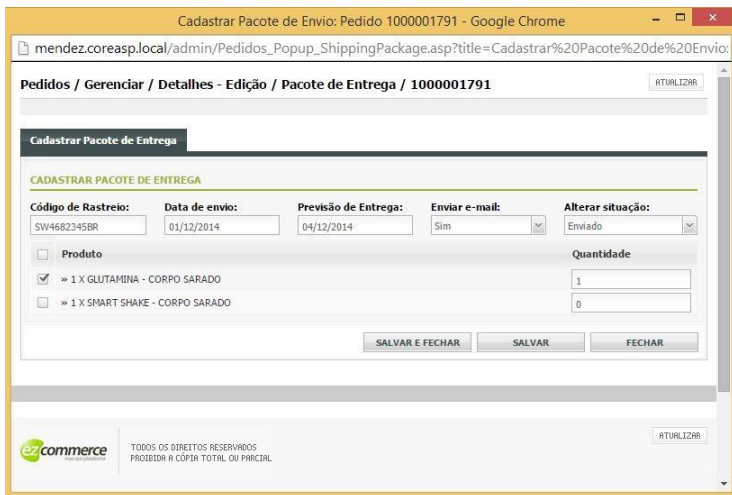 Cadastrar Pacote de Envio: Pedido 1000001791 - Google Chrome
mendez.coreasp.local/admin/Pedidos_Popup_ShippingPackage.asp?title=Cadastrar%20Pacote%20de%20Envio:
Pedidos / Gerenciar / Detalhes - Edição / Pacote de Entrega / 1000001791
ATUALIZAR
Cadastrar Pacote de Entrega
CADASTRAR PACOTE DE ENTREGA
Código de Rastreio: Data de envio: Previsão de Entrega: Enviar e-mail: Alterar situação:
SW4682345BR 01/12/2014 04/12/2014 Sim Enviado
Produto Quantidade
» 1 X GLUTAMINA - CORPO SARADO 1
» 1 X SMART SHAKE - CORPO SARADO 0
SALVAR E FECHAR SALVAR FECHAR
ATUALIZAR
ezcommerce
TODOS OS DIREITOS RESERVADOS
PROIBIDA A CÓPIA TOTAL OU PARCIAL